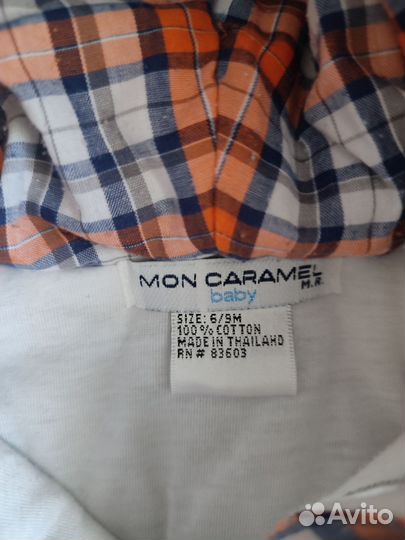 MON CARAMEL
M.R.
baby
SIZE: 6/9M
100% COTTON
MADE IN THAILAND
RN # 83603
Avito